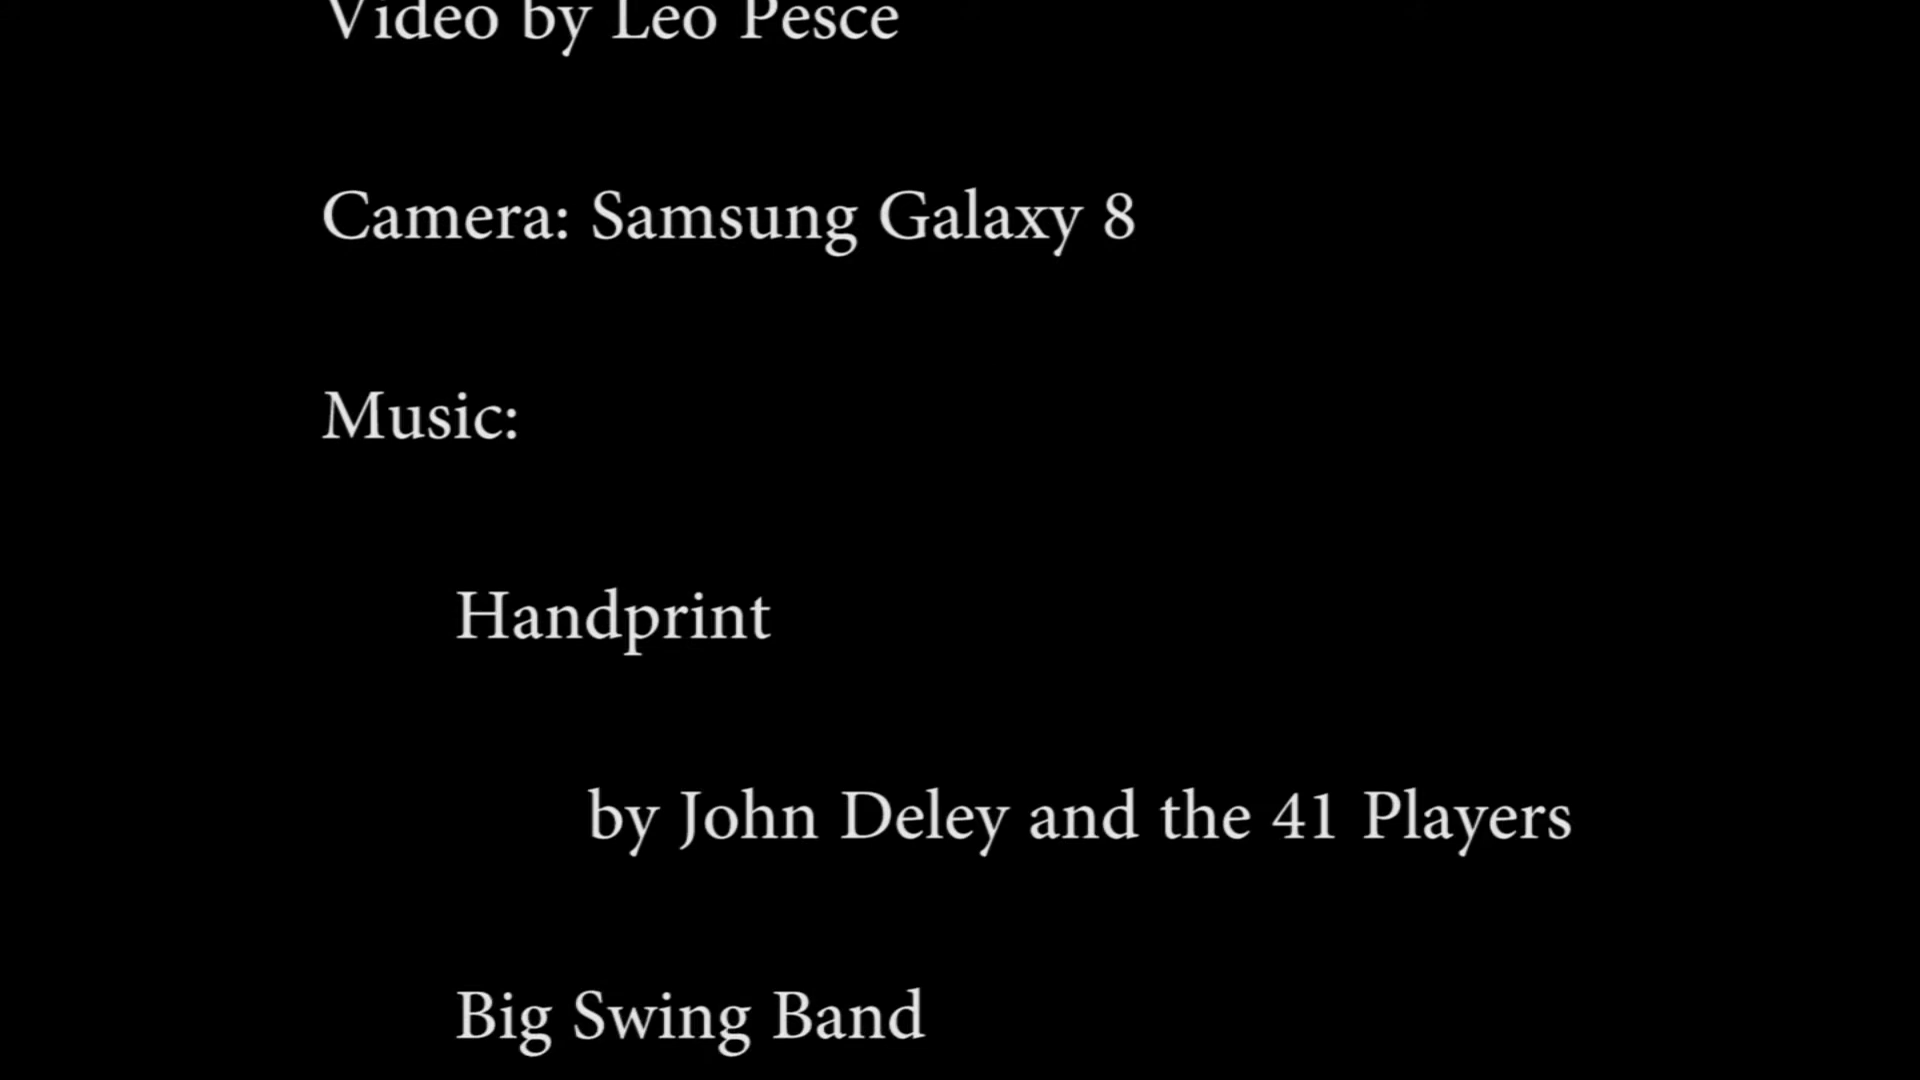 Video by Leo Pesce
Camera: Samsung Galaxy 8
Music:
Handprint
by John Deley and the 41 Players
Big Swing Band